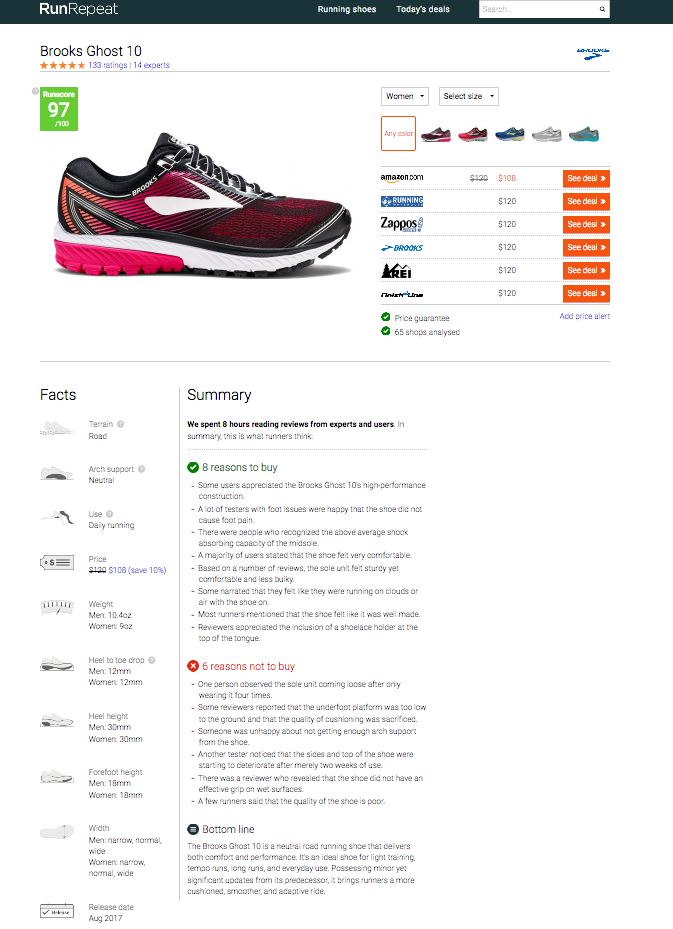 RunRepeat
Running shoes
Today's deals
Search...
Brooks Ghost 10
133 ratings | 14 experts
BROOKS
Runscore
97
/100
BROOKS
Women
Select size
Any color
amazon.com $120 $108 See deal »
RUNNING $120 See deal »
Zappos $120 See deal »
BROOKS $120 See deal »
REI $120 See deal »
FINISH LINE $120 See deal »
Price guarantee
Add price alert
65 shops analysed
Facts
Terrain ?
Road
Arch support ?
Neutral
Use ?
Daily running
Price
$120 $108 (save 10%)
Weight
Men: 10.4oz
Women: 9oz
Heel to toe drop ?
Men: 12mm
Women: 12mm
Heel height
Men: 30mm
Women: 30mm
Forefoot height
Men: 18mm
Women: 18mm
Width
Men: narrow, normal,
wide
Women: narrow,
normal, wide
Release
Release date
Aug 2017
Summary
We spent 8 hours reading reviews from experts and users. In
summary, this is what runners think:
8 reasons to buy
- Some users appreciated the Brooks Ghost 10's high-performance
construction.
- A lot of testers with foot issues were happy that the shoe did not
cause foot pain.
- There were people who recognized the above average shock
absorbing capacity of the midsole.
- A majority of users stated that the shoe felt very comfortable.
- Based on a number of reviews, the sole unit felt sturdy yet
comfortable and less bulky.
- Some narrated that they felt like they were running on clouds or
air with the shoe on.
- Most runners mentioned that the shoe felt like it was well made.
- Reviewers appreciated the inclusion of a shoelace holder at the
top of the tongue.
6 reasons not to buy
- One person observed the sole unit coming loose after only
wearing it four times.
- Some reviewers reported that the underfoot platform was too low
to the ground and that the quality of cushioning was sacrificed.
- Someone was unhappy about not getting enough arch support
from the shoe.
- Another tester noticed that the sides and top of the shoe were
starting to deteriorate after merely two weeks of use.
- There was a reviewer who revealed that the shoe did not have an
effective grip on wet surfaces.
- A few runners said that the quality of the shoe is poor.
Bottom line
The Brooks Ghost 10 is a neutral road running shoe that delivers
both comfort and performance. It's an ideal shoe for light training,
tempo runs, long runs, and everyday use. Possessing minor yet
significant updates from its predecessor, it brings runners a more
cushioned, smoother, and adaptive ride.